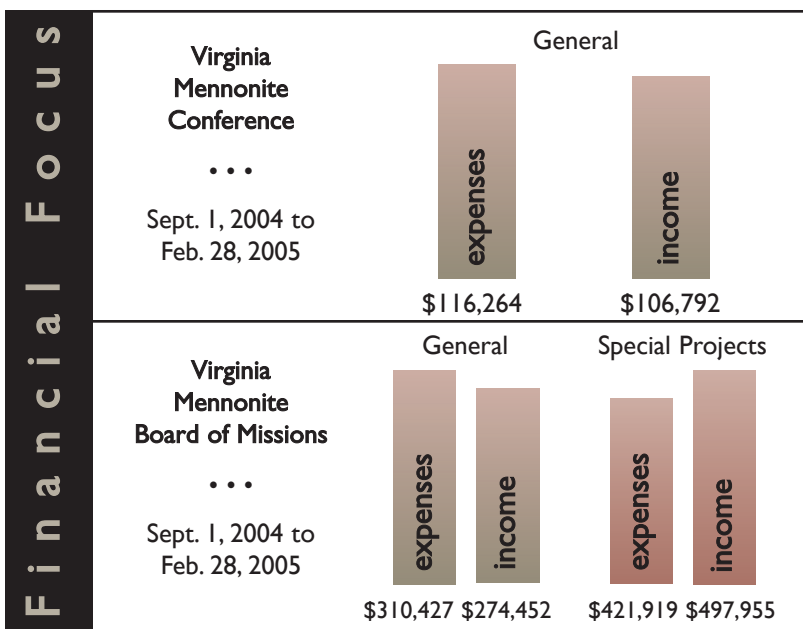 Financial Focus
Virginia
Mennonite
Conference
...
Sept. 1, 2004 to
Feb. 28, 2005
General
expenses
income
$116,264 $106,792
Virginia
Mennonite
Board of Missions
...
Sept. 1, 2004 to
Feb. 28, 2005
General
expenses
income
$310,427 $274,452
Special Projects
expenses
income
$421,919 $497,955